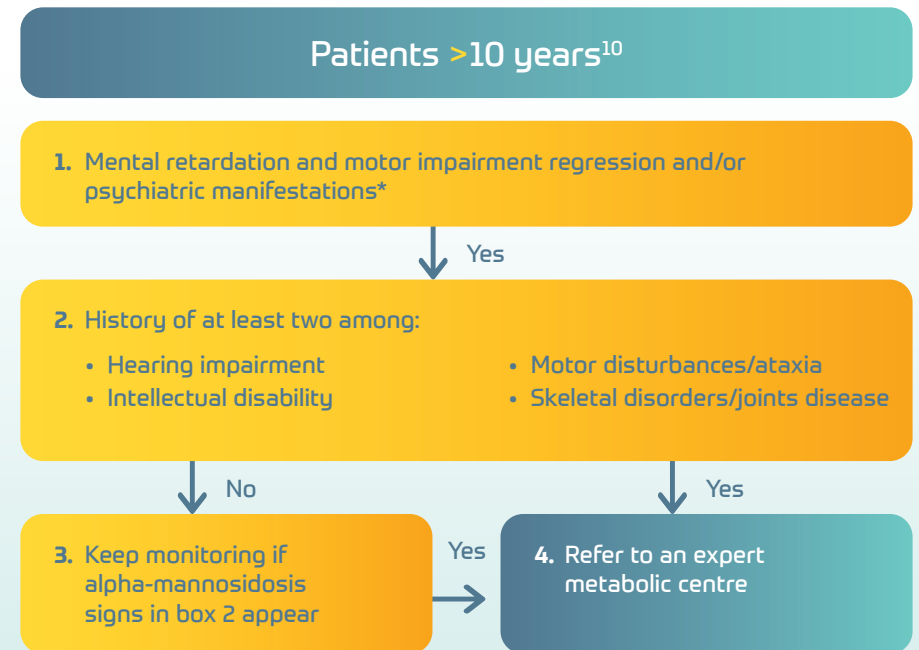 Patients >10 years10
1. Mental retardation and motor impairment regression and/or
psychiatric manifestations*
Yes
2. History of at least two among:
• Hearing impairment
• Intellectual disability
• Motor disturbances/ataxia
• Skeletal disorders/joints disease
No
Yes
3. Keep monitoring if
alpha-mannosidosis
signs in box 2 appear
Yes
4. Refer to an expert
metabolic centre